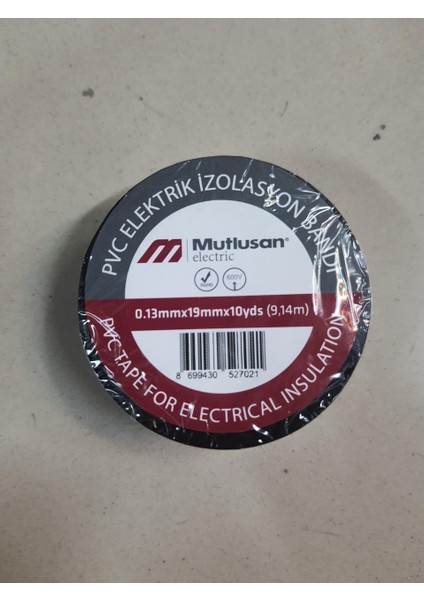 PVC ELEKTRİK İZOLASYON BANDI
Mutlusan®
electric
RoHS
600V
0.13mmx19mmx10yds (9,14m)
8 699430 527021
PVC TAPE FOR ELECTRICAL INSULATION